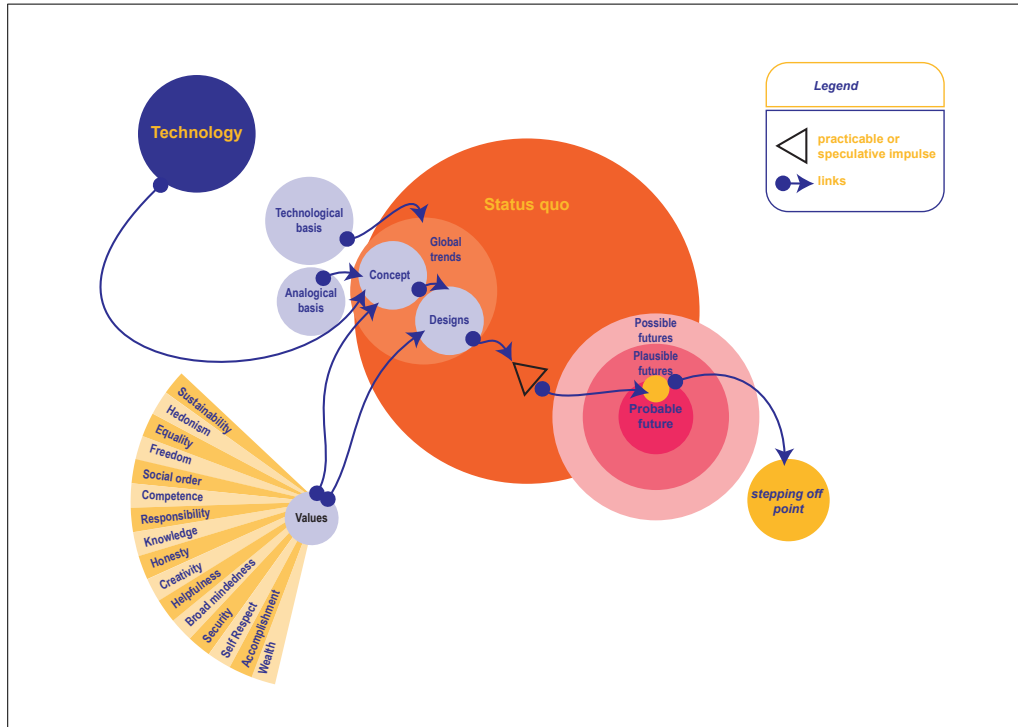 Legend
practicable or
speculative impulse
links
Technology
Status quo
Technological
basis
Global
trends
Concept
Analogical
basis
Designs
Possible
futures
Plausible
futures
Probable
future
stepping off
point
Sustainability
Hedonism
Equality
Freedom
Social order
Competence
Responsibility
Knowledge
Honesty
Creativity
Helpfulness
Broad mindedness
Security
Self Respect
Accomplishment
Wealth
Values